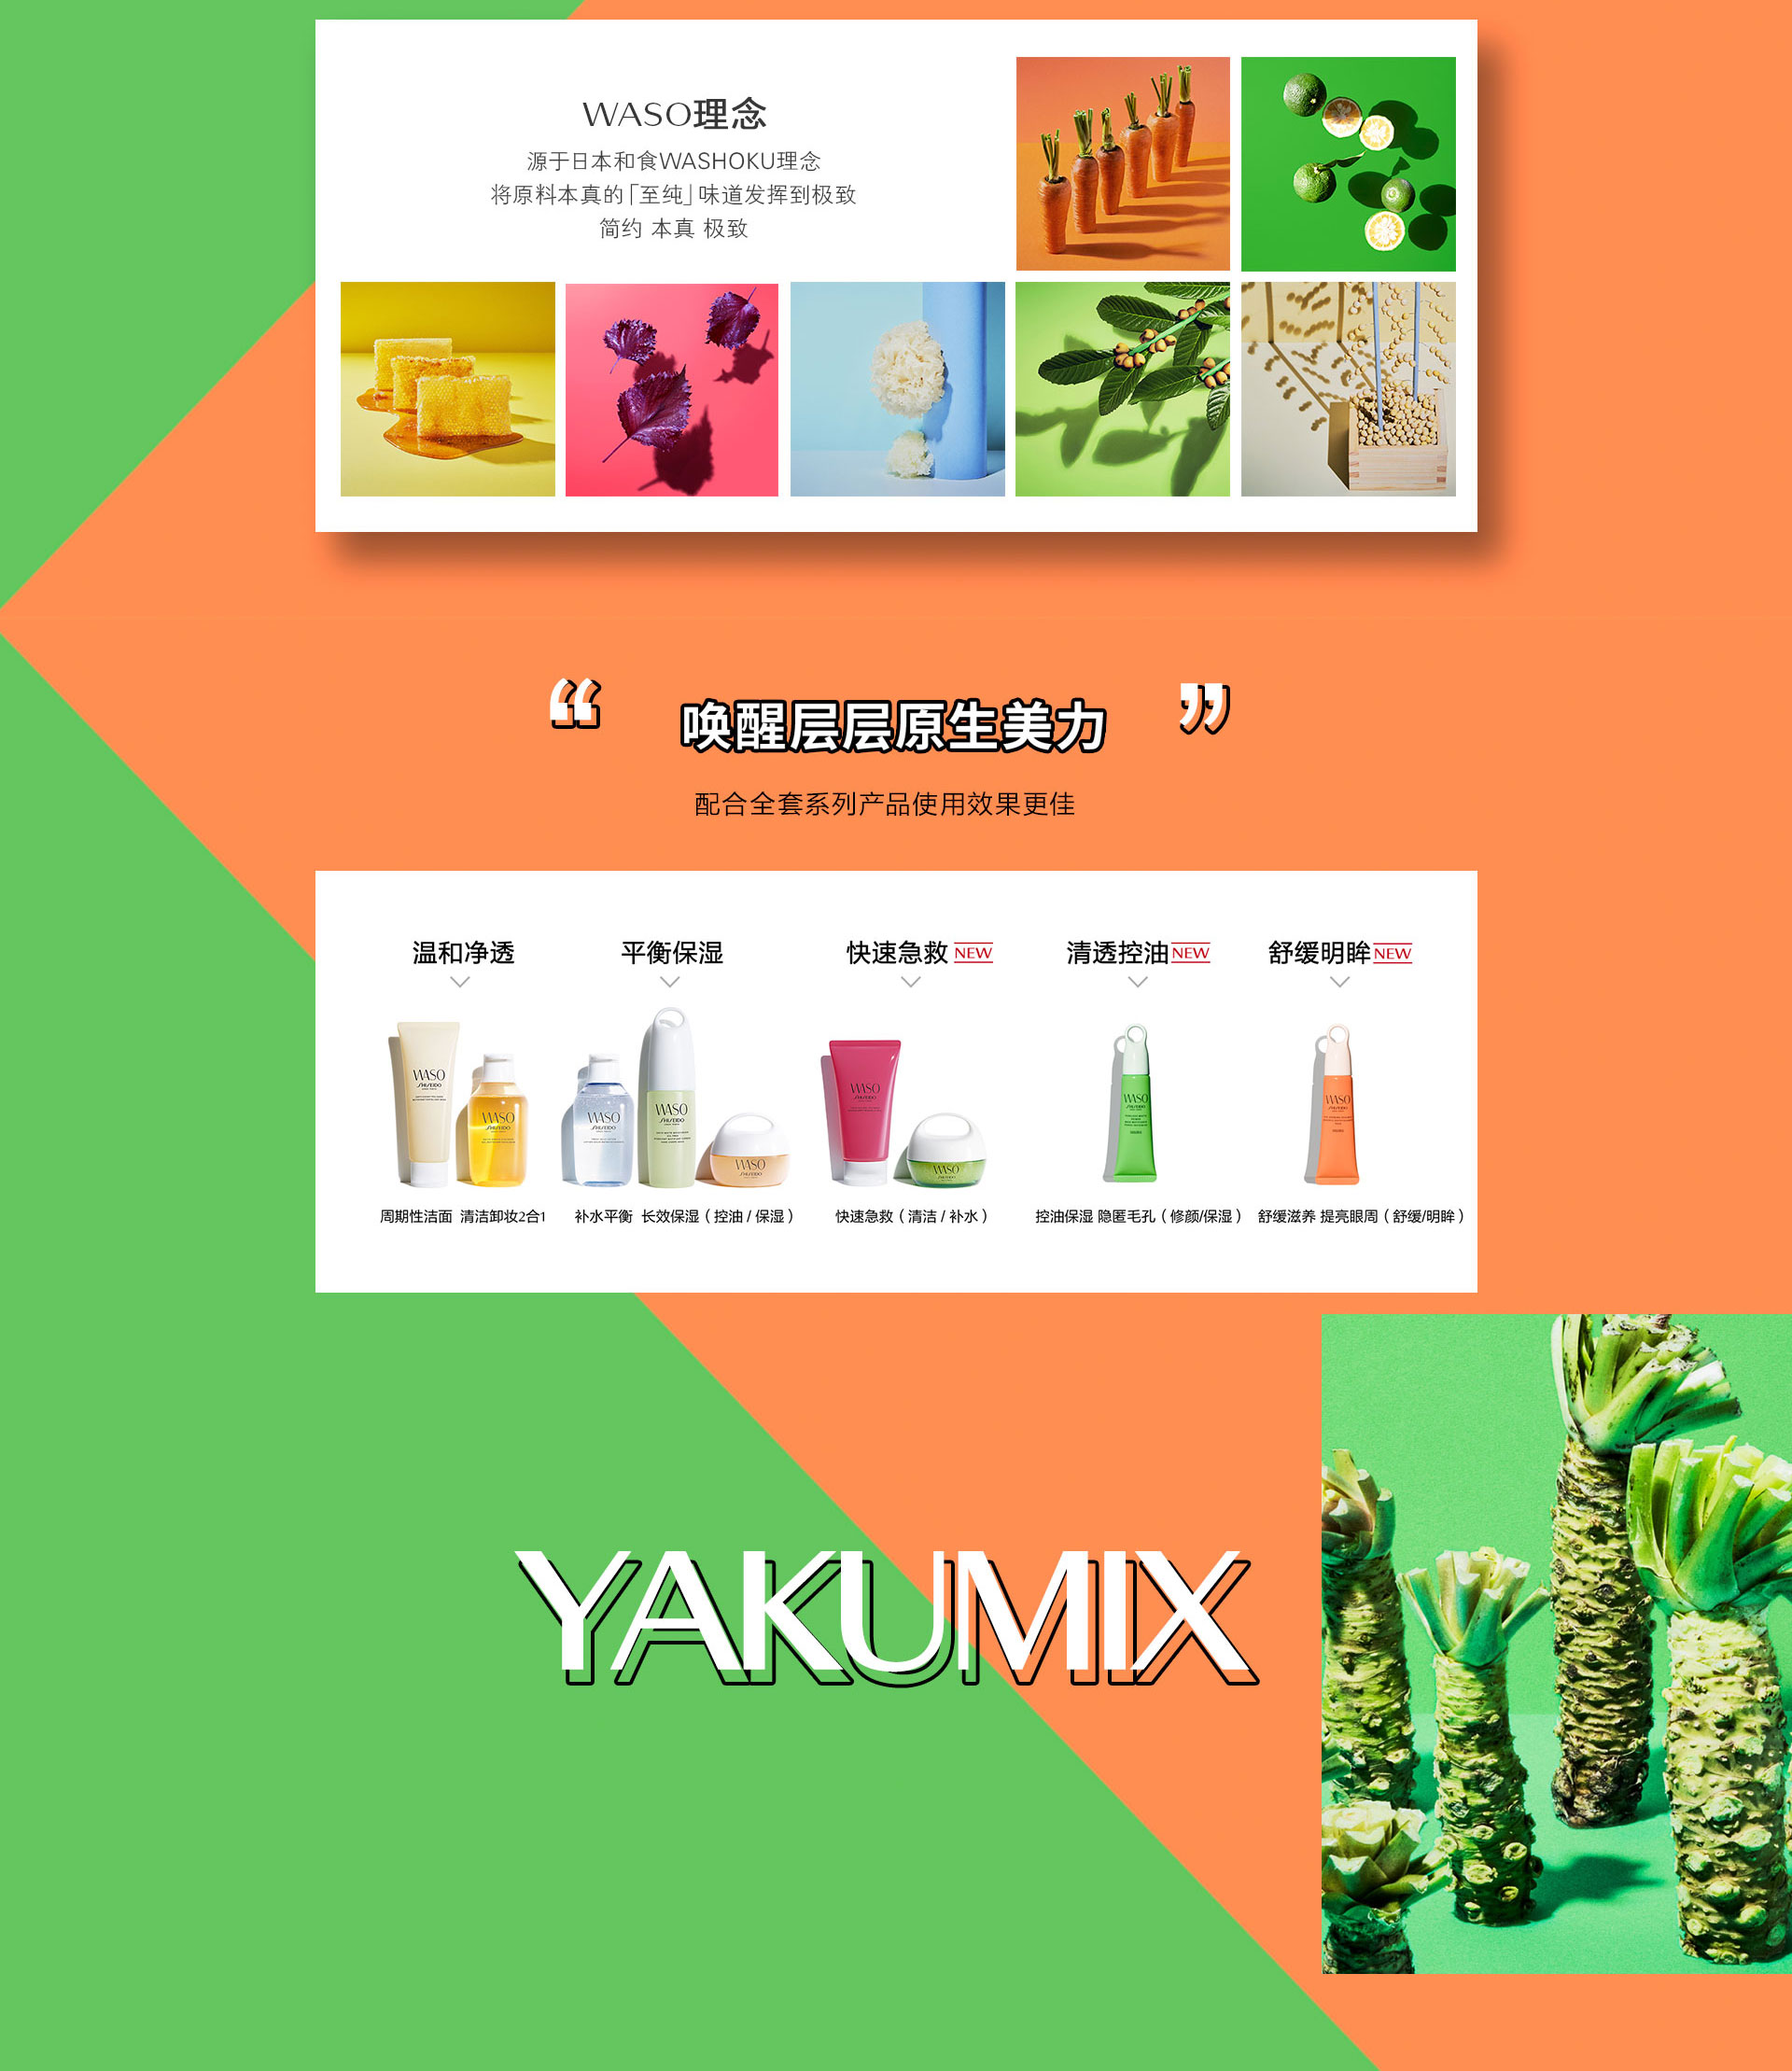 WASO理念
源于日本和食WASHOKU理念
将原料本真的「至纯」味道发挥到极致
简约 本真 极致
“ 唤醒层层原生美力 ”
配合全套系列产品使用效果更佳
温和净透 平衡保湿 快速急救 NEW 清透控油 NEW 舒缓明眸 NEW
WASO SHISEIDO
WASO SHISEIDO
WASO SHISEIDO
WASO SHISEIDO
WASO SHISEIDO
WASO SHISEIDO
WASO SHISEIDO
WASO SHISEIDO
WASO SHISEIDO
周期性洁面 清洁卸妆2合1 补水平衡 长效保湿（控油 / 保湿） 快速急救（清洁 / 补水） 控油保湿 隐匿毛孔（修颜/保湿） 舒缓滋养 提亮眼周（舒缓/明眸）
YAKUMIX